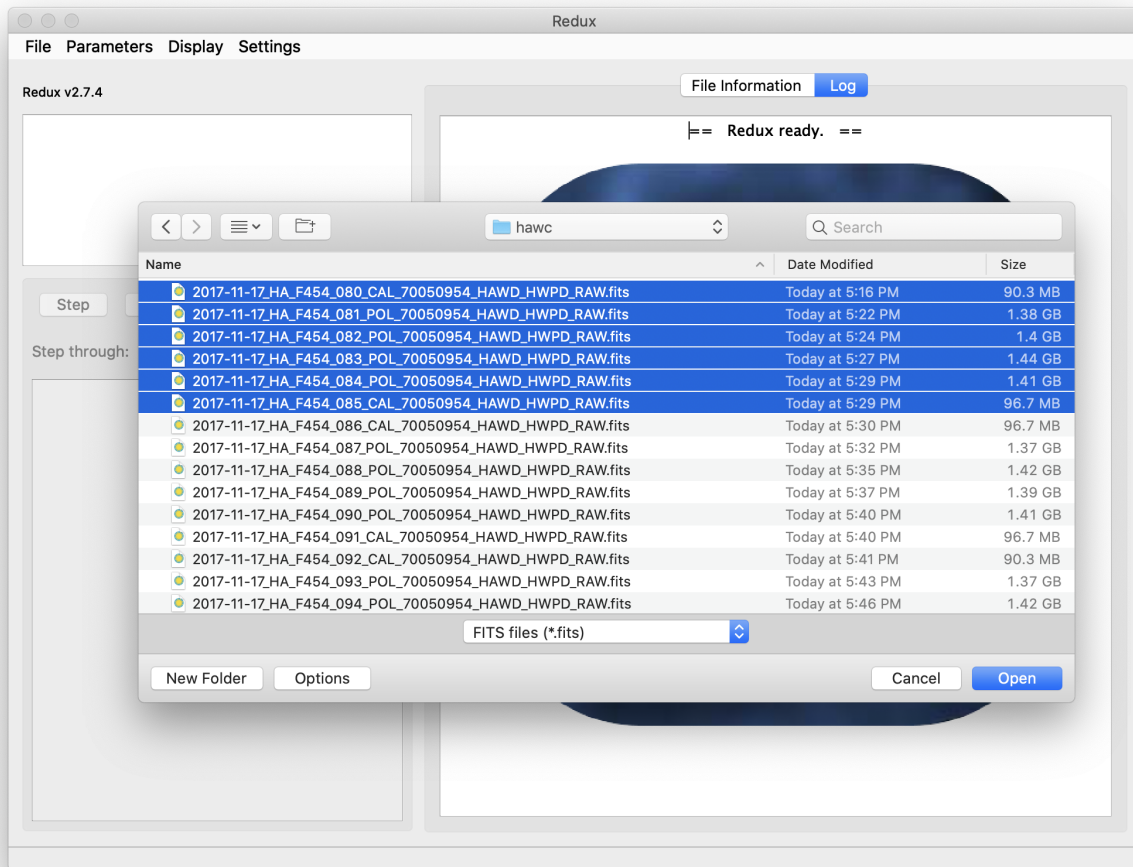 Redux
File Parameters Display Settings
Redux v2.7.4
File Information Log
== Redux ready. ==
hawc
Search
Name Date Modified Size
2017-11-17_HA_F454_080_CAL_70050954_HAWD_HWPD_RAW.fits Today at 5:16 PM 90.3 MB
2017-11-17_HA_F454_081_POL_70050954_HAWD_HWPD_RAW.fits Today at 5:22 PM 1.38 GB
2017-11-17_HA_F454_082_POL_70050954_HAWD_HWPD_RAW.fits Today at 5:24 PM 1.4 GB
2017-11-17_HA_F454_083_POL_70050954_HAWD_HWPD_RAW.fits Today at 5:27 PM 1.44 GB
2017-11-17_HA_F454_084_POL_70050954_HAWD_HWPD_RAW.fits Today at 5:29 PM 1.41 GB
2017-11-17_HA_F454_085_CAL_70050954_HAWD_HWPD_RAW.fits Today at 5:29 PM 96.7 MB
2017-11-17_HA_F454_086_CAL_70050954_HAWD_HWPD_RAW.fits Today at 5:30 PM 96.7 MB
2017-11-17_HA_F454_087_POL_70050954_HAWD_HWPD_RAW.fits Today at 5:32 PM 1.37 GB
2017-11-17_HA_F454_088_POL_70050954_HAWD_HWPD_RAW.fits Today at 5:35 PM 1.42 GB
2017-11-17_HA_F454_089_POL_70050954_HAWD_HWPD_RAW.fits Today at 5:37 PM 1.39 GB
2017-11-17_HA_F454_090_POL_70050954_HAWD_HWPD_RAW.fits Today at 5:40 PM 1.41 GB
2017-11-17_HA_F454_091_CAL_70050954_HAWD_HWPD_RAW.fits Today at 5:40 PM 96.7 MB
2017-11-17_HA_F454_092_CAL_70050954_HAWD_HWPD_RAW.fits Today at 5:41 PM 90.3 MB
2017-11-17_HA_F454_093_POL_70050954_HAWD_HWPD_RAW.fits Today at 5:43 PM 1.37 GB
2017-11-17_HA_F454_094_POL_70050954_HAWD_HWPD_RAW.fits Today at 5:46 PM 1.42 GB
Step
Step through:
FITS files (*.fits)
New Folder Options Cancel Open